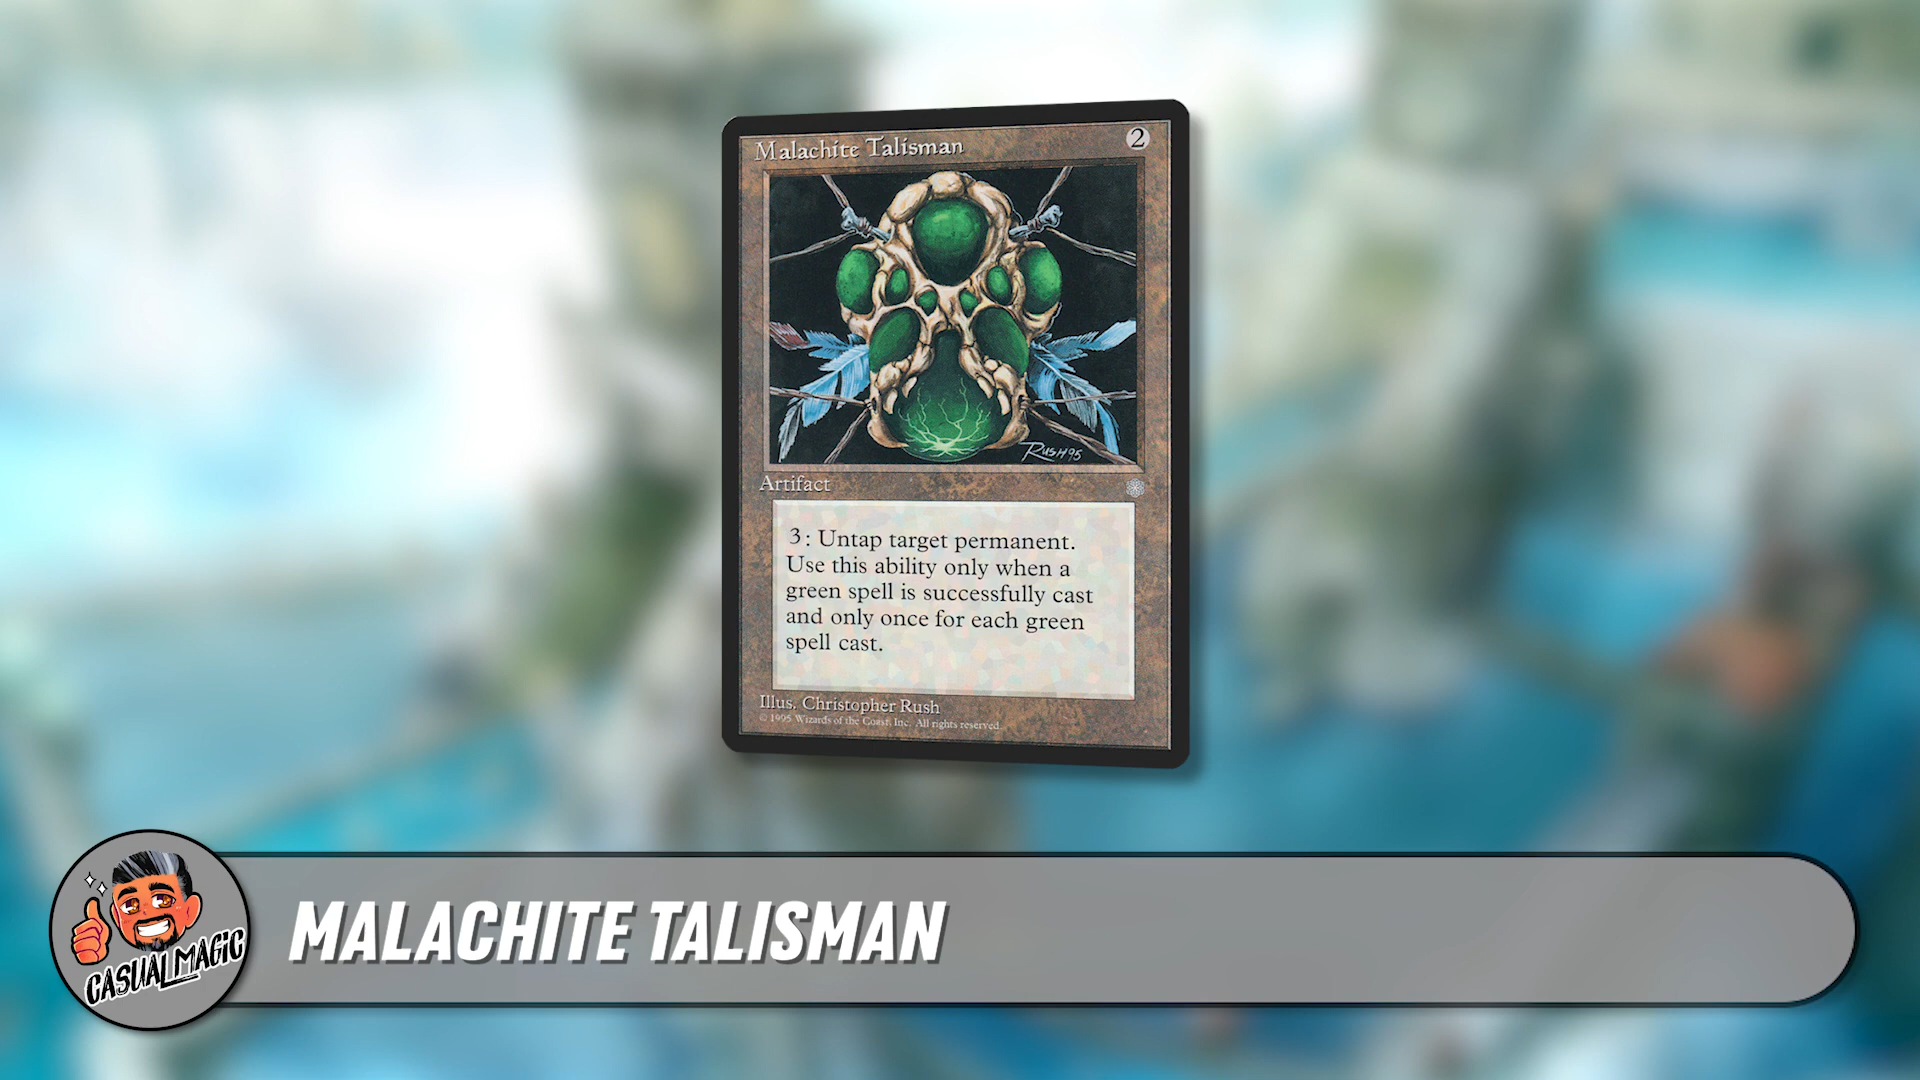 Malachite Talisman
2
RUSH95
Artifact
3: Untap target permanent.
Use this ability only when a
green spell is successfully cast
and only once for each green
spell cast.
Illus. Christopher Rush
© 1995 Wizards of the Coast, Inc. All rights reserved.
CASUAL MAGIC
MALACHITE TALISMAN